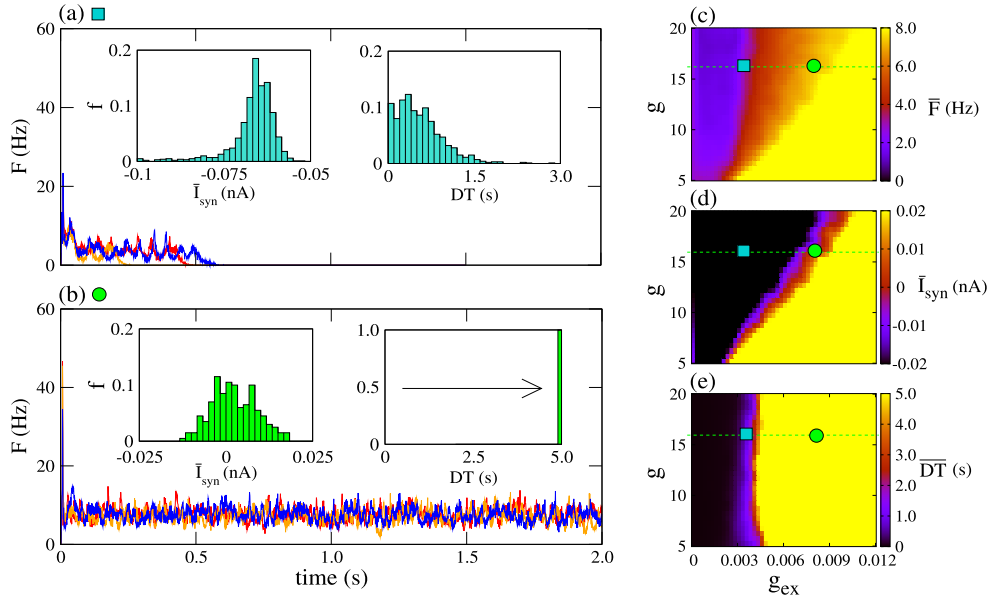 (a)
60
40
20
0
F (Hz)
0.2
0.1
0
f
-0.1 -0.075 -0.05
I̅syn (nA)
0.2
0.1
0
0 1.5 3.0
DT (s)
(b)
60
40
20
0
F (Hz)
0.2
0.1
0
f
-0.025 0 0.025
I̅syn (nA)
1.0
0.5
0
0 2.5 5.0
DT (s)
0 0.5 1.0 1.5 2.0
time (s)
(c)
20
15
10
5
g
8.0
6.0
4.0
2.0
0
F̅ (Hz)
(d)
20
15
10
5
g
0.02
0.01
0
-0.01
-0.02
I̅syn (nA)
(e)
20
15
10
5
g
5.0
4.0
3.0
2.0
1.0
0
D̅T̅ (s)
0 0.003 0.006 0.009 0.012
gex